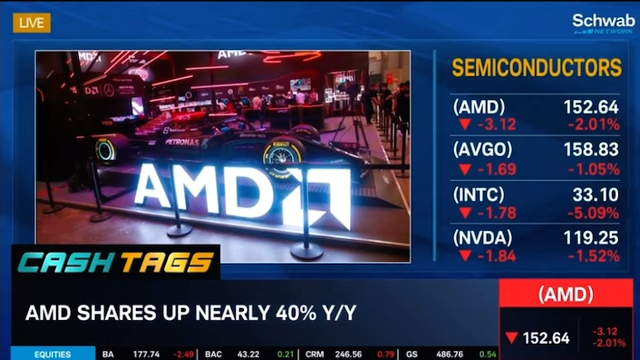 LIVE
Schwab
NETWORK
AMD
PETRONAS
AMD
SEMICONDUCTORS
(AMD) 152.64
▼ -3.12 -2.01%
(AVGO) 158.83
▼ -1.69 -1.05%
(INTC) 33.10
▼ -1.78 -5.09%
(NVDA) 119.25
▼ -1.84 -1.52%
CASH TAGS
AMD SHARES UP NEARLY 40% Y/Y
(AMD)
▼ 152.64 -3.12 -2.01%
EQUITIES BA 177.74 -2.49 BAC 43.22 0.21 CRM 246.56 0.79 GS 486.76 0.54